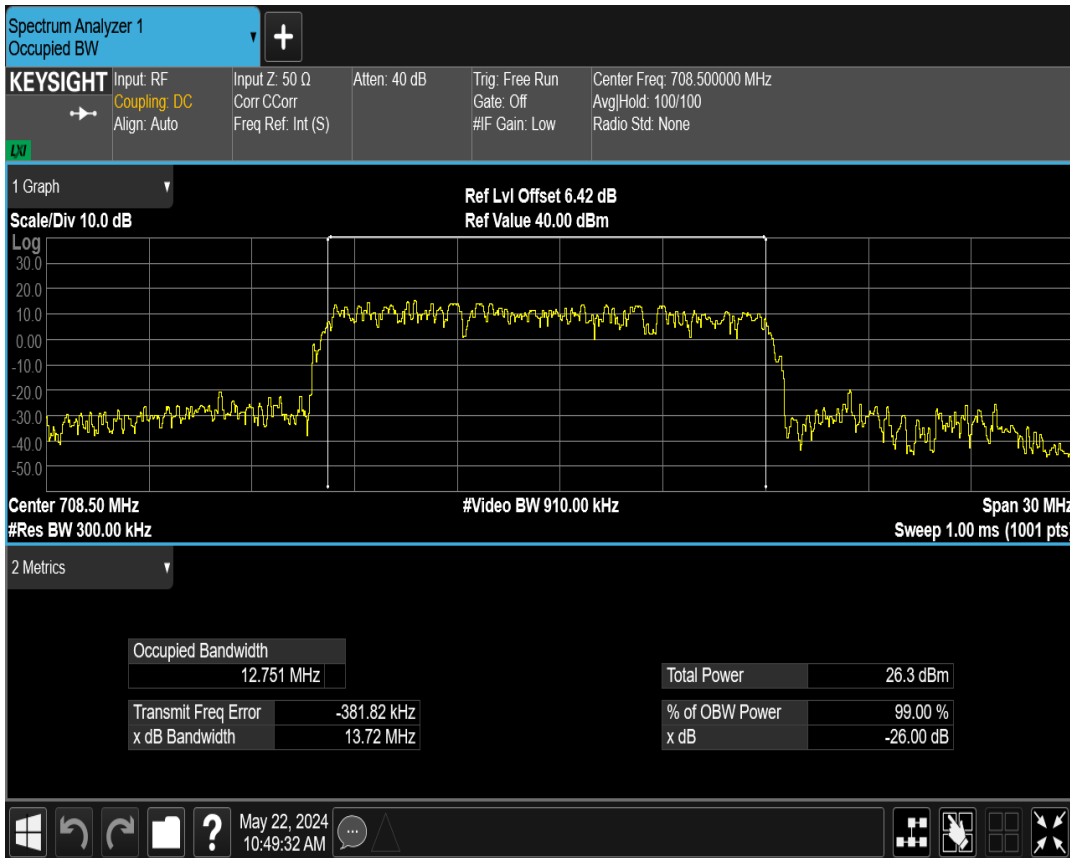 Spectrum Analyzer 1
Occupied BW
KEYSIGHT
LXI
Input: RF
Coupling: DC
Align: Auto
Input Z: 50 Ω
Corr CCorr
Freq Ref: Int (S)
Atten: 40 dB
Trig: Free Run
Gate: Off
#IF Gain: Low
Center Freq: 708.500000 MHz
Avg|Hold: 100/100
Radio Std: None
1 Graph
Scale/Div 10.0 dB
Ref Lvl Offset 6.42 dB
Ref Value 40.00 dBm
Log
30.0
20.0
10.0
0.00
-10.0
-20.0
-30.0
-40.0
-50.0
Center 708.50 MHz
#Video BW 910.00 kHz
Span 30 MHz
#Res BW 300.00 kHz
Sweep 1.00 ms (1001 pts)
2 Metrics
Occupied Bandwidth
12.751 MHz
Total Power 26.3 dBm
Transmit Freq Error -381.82 kHz
% of OBW Power 99.00 %
x dB Bandwidth 13.72 MHz
x dB -26.00 dB
May 22, 2024
10:49:32 AM